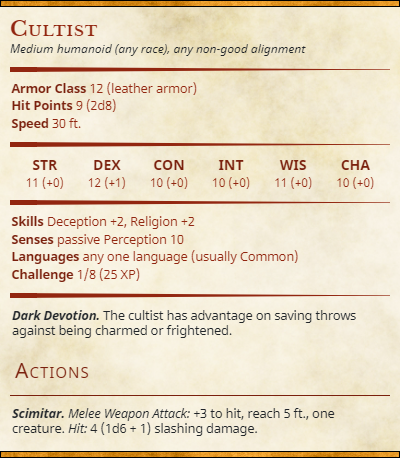 Cultist
Medium humanoid (any race), any non-good alignment
Armor Class 12 (leather armor)
Hit Points 9 (2d8)
Speed 30 ft.
STR DEX CON INT WIS CHA
11 (+0) 12 (+1) 10 (+0) 10 (+0) 11 (+0) 10 (+0)
Skills Deception +2, Religion +2
Senses passive Perception 10
Languages any one language (usually Common)
Challenge 1/8 (25 XP)
Dark Devotion. The cultist has advantage on saving throws
against being charmed or frightened.
Actions
Scimitar. Melee Weapon Attack: +3 to hit, reach 5 ft., one
creature. Hit: 4 (1d6 + 1) slashing damage.